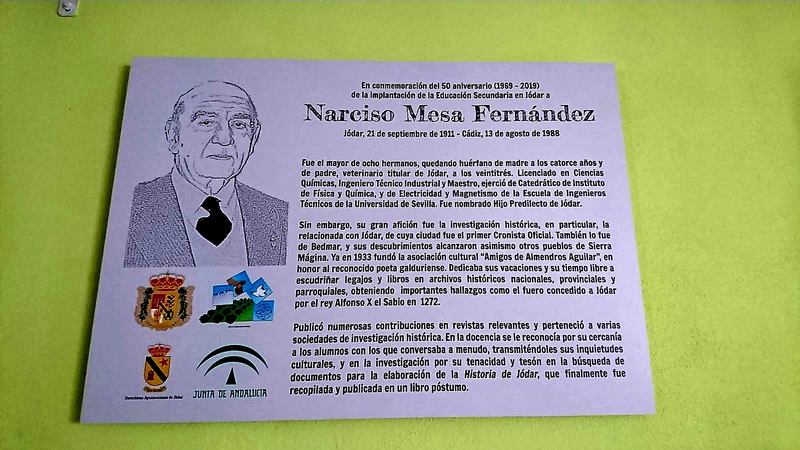 En conmemoración del 50 aniversario (1969 - 2019)
de la implantación de la Educación Secundaria en Jódar a
Narciso Mesa Fernández
Jódar, 21 de septiembre de 1911 - Cádiz, 13 de agosto de 1988
Fue el mayor de ocho hermanos, quedando huérfano de madre a los catorce años y
de padre, veterinario titular de Jódar, a los veintitrés. Licenciado en Ciencias
Químicas, Ingeniero Técnico Industrial y Maestro, ejerció de Catedrático de Instituto
de Física y Química, y de Electricidad y Magnetismo de la Escuela de Ingenieros
Técnicos de la Universidad de Sevilla. Fue nombrado Hijo Predilecto de Jódar.
Sin embargo, su gran afición fue la investigación histórica, en particular, la
relacionada con Jódar, de cuya ciudad fue el primer Cronista Oficial. También lo fue
de Bedmar, y sus descubrimientos alcanzaron asimismo otros pueblos de Sierra
Mágina. Ya en 1933 fundó la asociación cultural "Amigos de Almendros Aguilar", en
honor al reconocido poeta galduriense. Dedicaba sus vacaciones y su tiempo libre a
escudriñar legajos y libros en archivos históricos nacionales, provinciales y
parroquiales, obteniendo importantes hallazgos como el fuero concedido a Jódar
por el rey Alfonso X el Sabio en 1272.
Publicó numerosas contribuciones en revistas relevantes y perteneció a varias
sociedades de investigación histórica. En la docencia se le reconocía por su cercanía
a los alumnos con los que conversaba a menudo, transmitiéndoles sus inquietudes
culturales, y en la investigación por su tenacidad y tesón en la búsqueda de
documentos para la elaboración de la Historia de Jódar, que finalmente fue
recopilada y publicada en un libro póstumo.
JUNTA DE ANDALUCIA